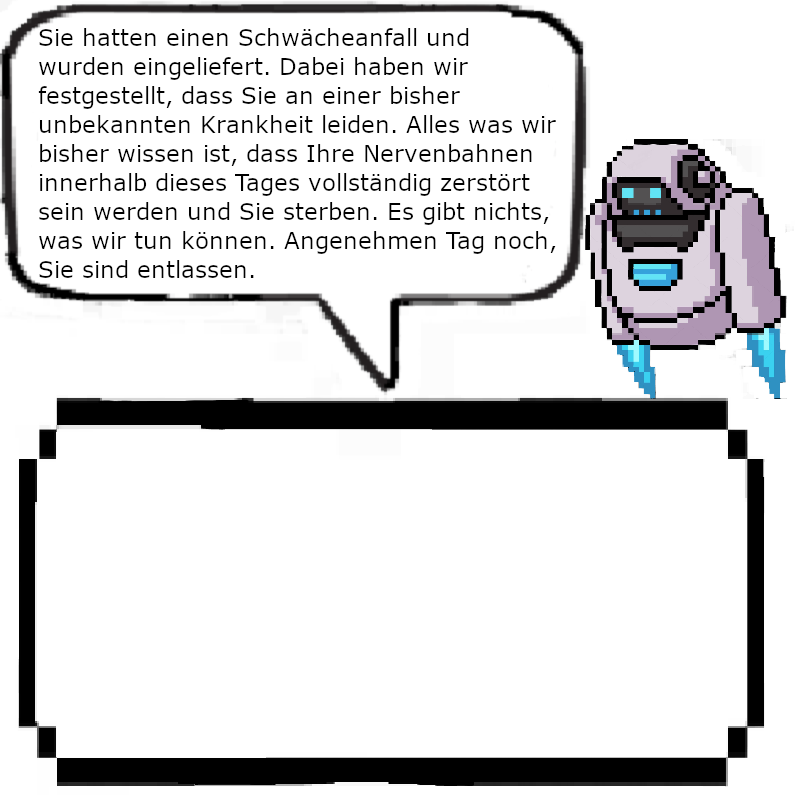 Sie hatten einen Schwächeanfall und
wurden eingeliefert. Dabei haben wir
festgestellt, dass Sie an einer bisher
unbekannten Krankheit leiden. Alles was wir
bisher wissen ist, dass Ihre Nervenbahnen
innerhalb dieses Tages vollständig zerstört
sein werden und Sie sterben. Es gibt nichts,
was wir tun können. Angenehmen Tag noch,
Sie sind entlassen.